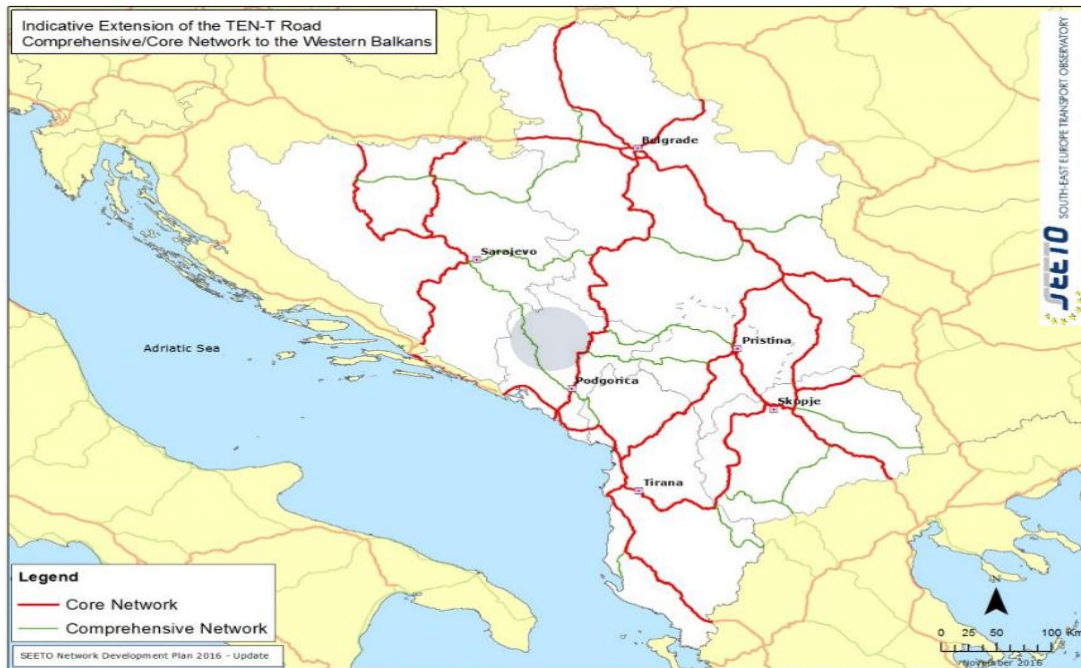 Indicative Extension of the TEN-T Road
Comprehensive/Core Network to the Western Balkans
SEETO SOUTH-EAST EUROPE TRANSPORT OBSERVATORY
Belgrade
Sarajevo
Adriatic Sea
Pristina
Podgorica
Skopje
Tirana
Legend
Core Network
Comprehensive Network
SEETO Network Development Plan 2016 - Update
N
0 25 50 100 Km
November 2016